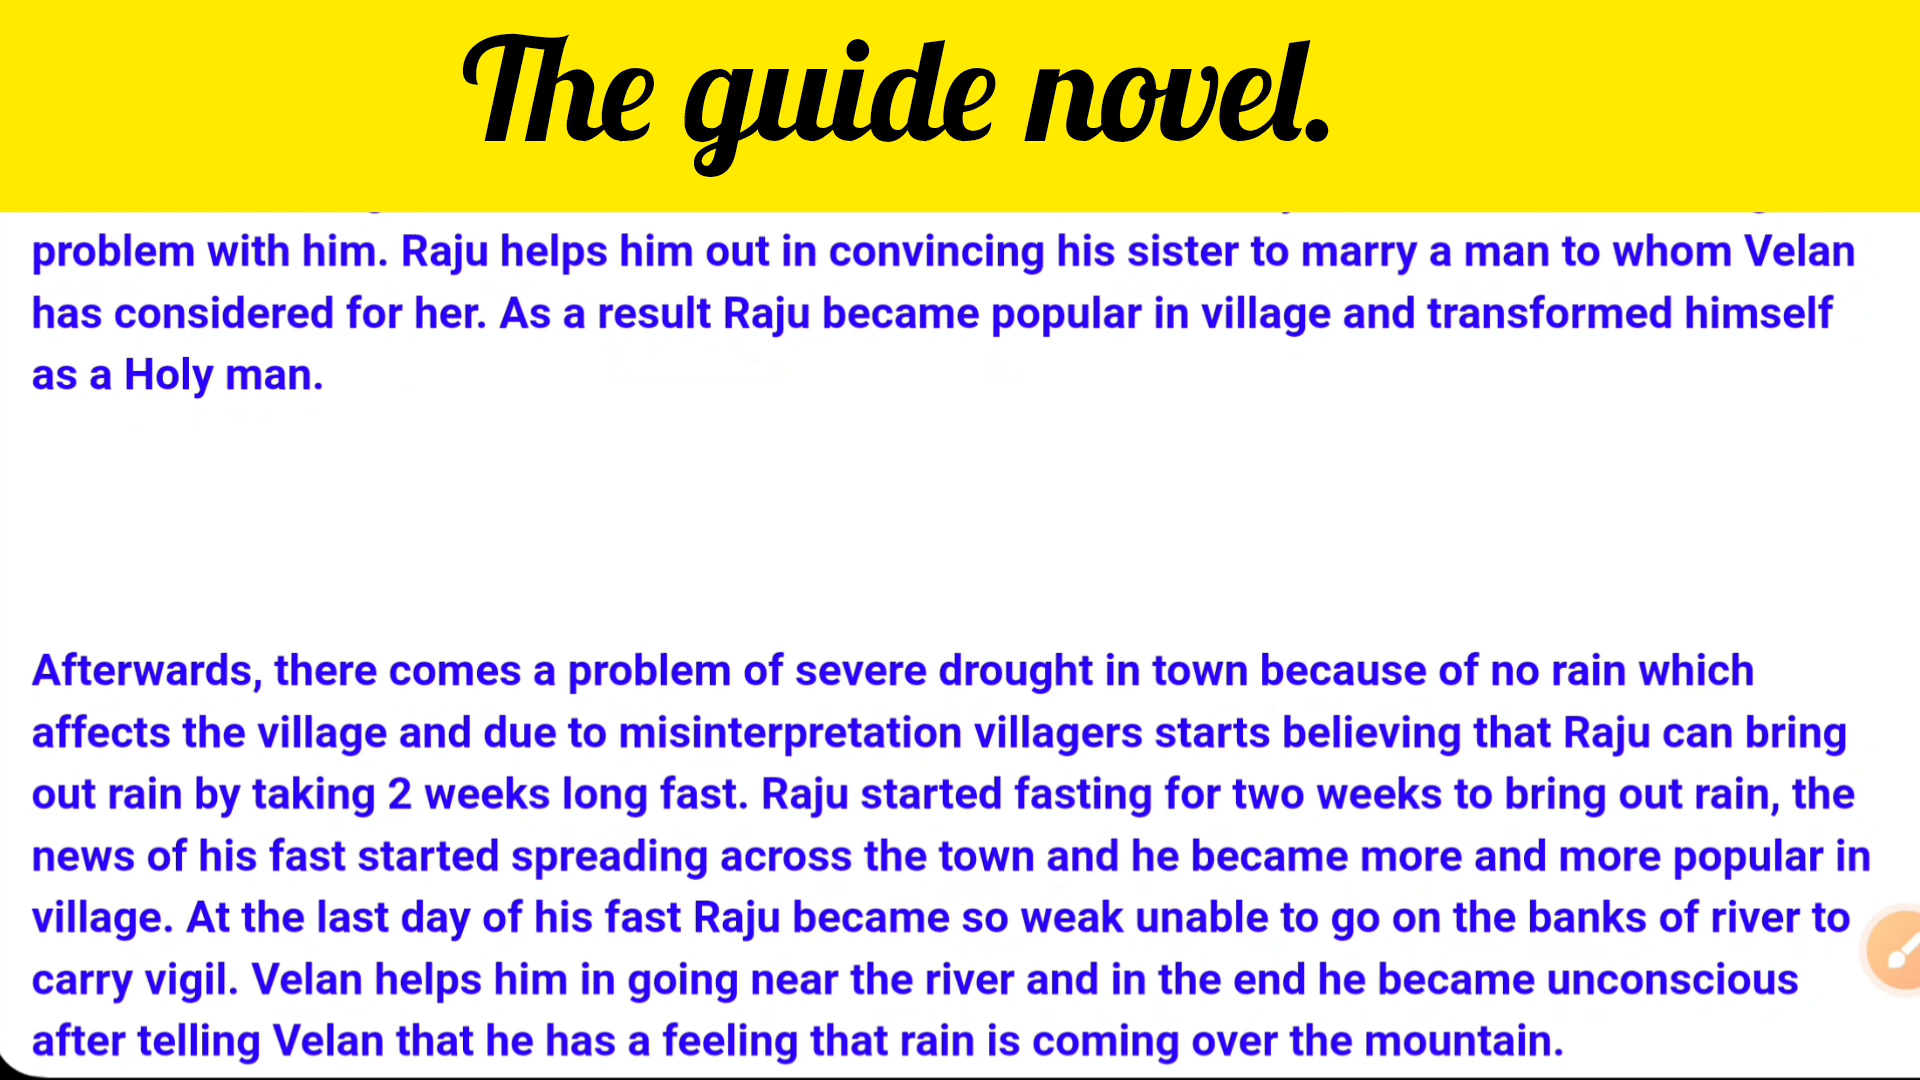 The guide novel.
problem with him. Raju helps him out in convincing his sister to marry a man to whom Velan
has considered for her. As a result Raju became popular in village and transformed himself
as a Holy man.
Afterwards, there comes a problem of severe drought in town because of no rain which
affects the village and due to misinterpretation villagers starts believing that Raju can bring
out rain by taking 2 weeks long fast. Raju started fasting for two weeks to bring out rain, the
news of his fast started spreading across the town and he became more and more popular in
village. At the last day of his fast Raju became so weak unable to go on the banks of river to
carry vigil. Velan helps him in going near the river and in the end he became unconscious
after telling Velan that he has a feeling that rain is coming over the mountain.